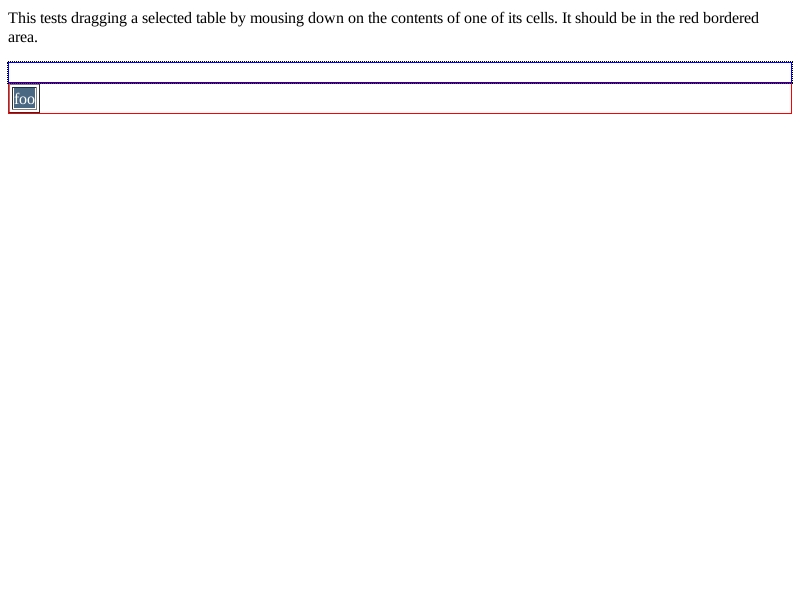 This tests dragging a selected table by mousing down on the contents of one of its cells. It should be in the red bordered
area.
foo